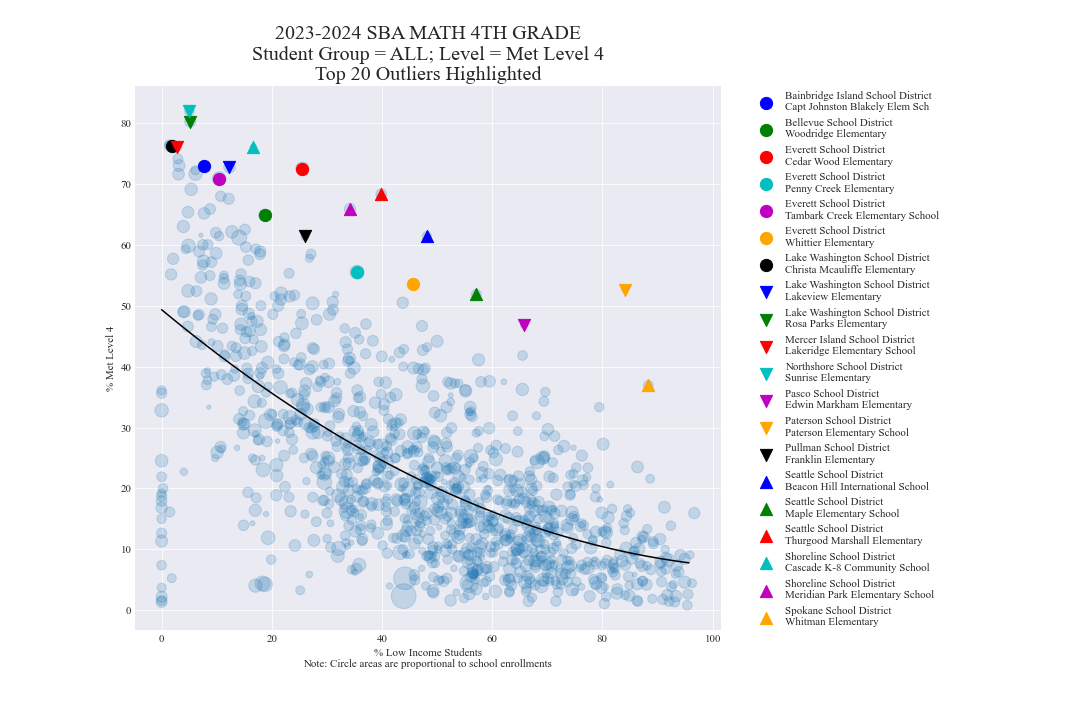 2023-2024 SBA MATH 4TH GRADE
Student Group = ALL; Level = Met Level 4
Top 20 Outliers Highlighted
% Met Level 4
80
70
60
50
40
30
20
10
0
0 20 40 60 80 100
% Low Income Students
Note: Circle areas are proportional to school enrollments
Bainbridge Island School District
Capt Johnston Blakely Elem Sch
Bellevue School District
Woodridge Elementary
Everett School District
Cedar Wood Elementary
Everett School District
Penny Creek Elementary
Everett School District
Tambark Creek Elementary School
Everett School District
Whittier Elementary
Lake Washington School District
Christa Mcauliffe Elementary
Lake Washington School District
Lakeview Elementary
Lake Washington School District
Rosa Parks Elementary
Mercer Island School District
Lakeridge Elementary School
Northshore School District
Sunrise Elementary
Pasco School District
Edwin Markham Elementary
Paterson School District
Paterson Elementary School
Pullman School District
Franklin Elementary
Seattle School District
Beacon Hill International School
Seattle School District
Maple Elementary School
Seattle School District
Thurgood Marshall Elementary
Shoreline School District
Cascade K-8 Community School
Shoreline School District
Meridian Park Elementary School
Spokane School District
Whitman Elementary